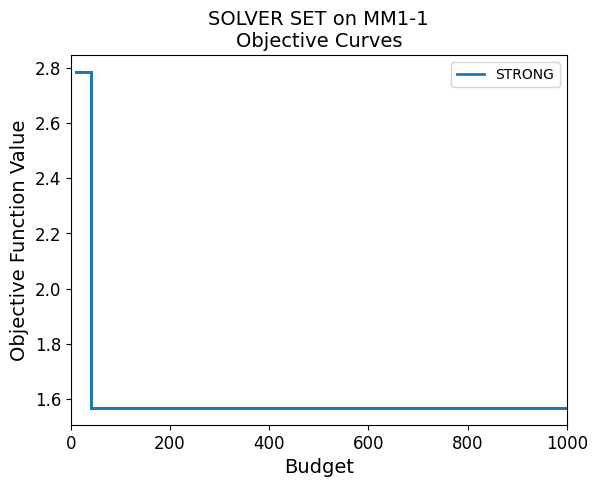 SOLVER SET on MM1-1
Objective Curves
STRONG
Objective Function Value
2.8
2.6
2.4
2.2
2.0
1.8
1.6
0 200 400 600 800 1000
Budget